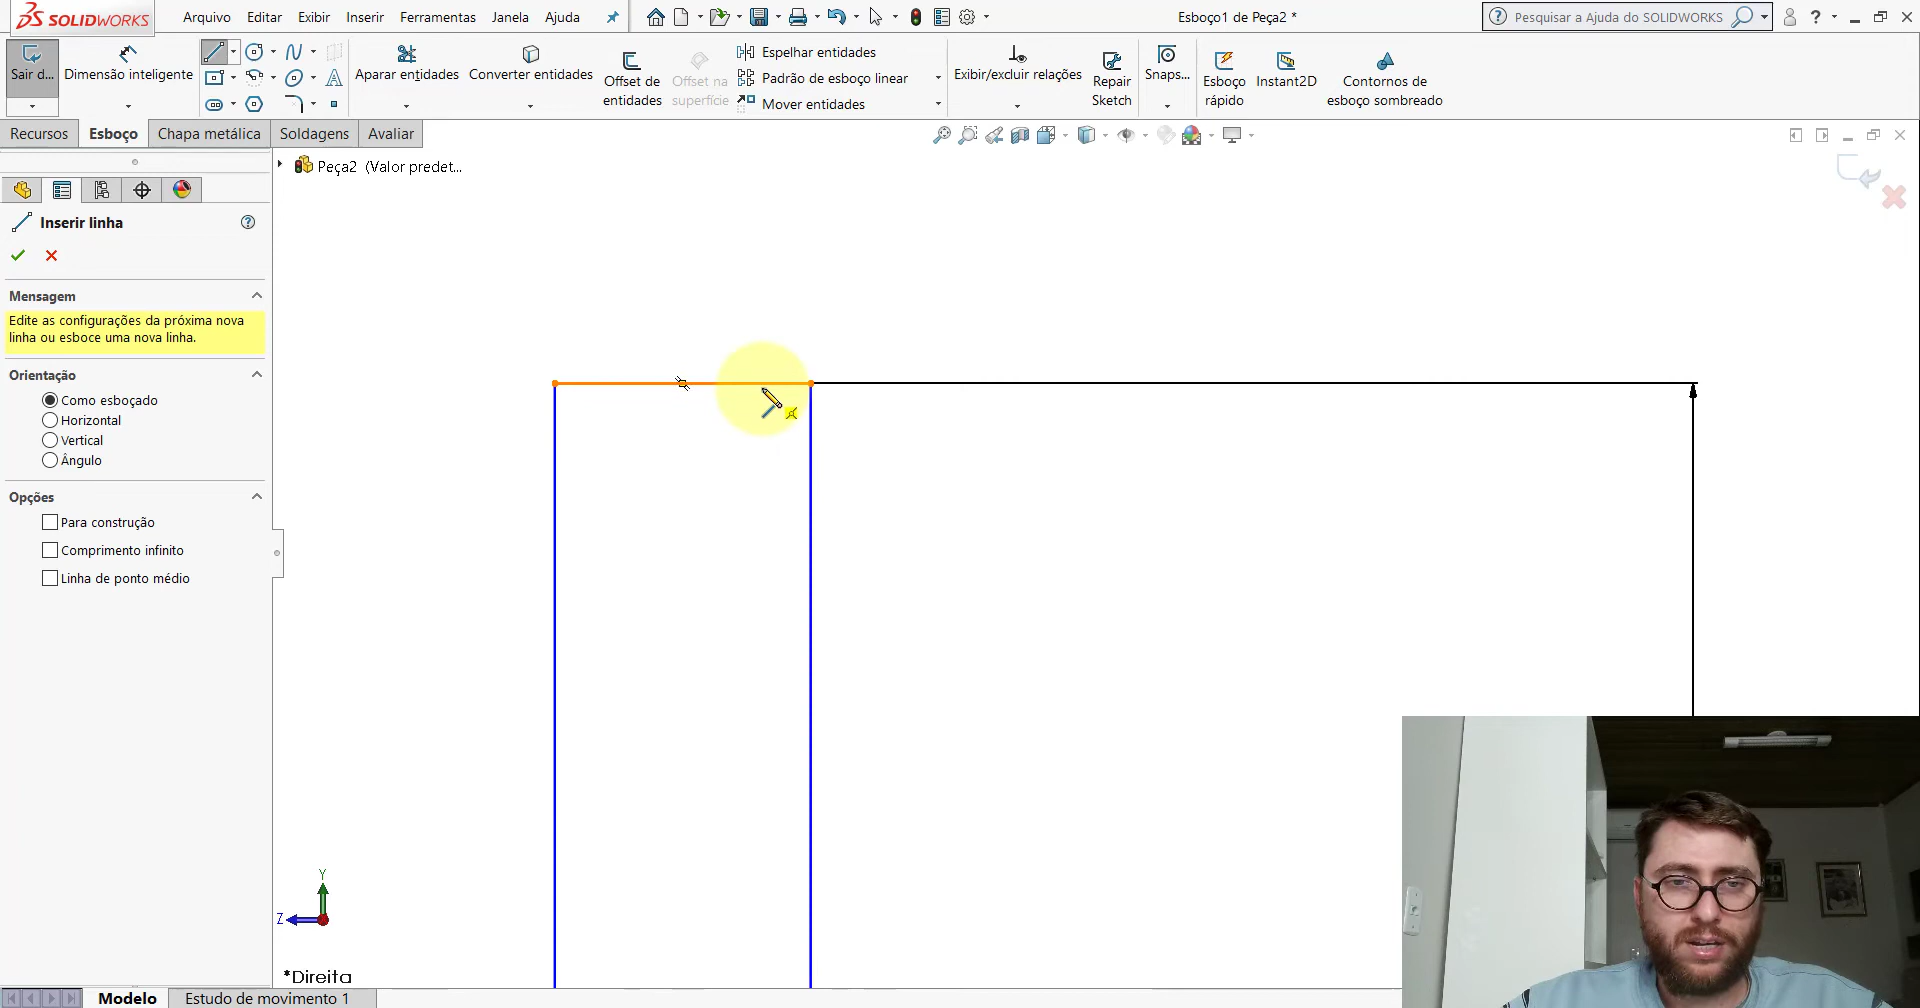 SOLIDWORKS
Arquivo Editar Exibir Inserir Ferramentas Janela Ajuda
Esboço1 de Peça2 *
Pesquisar a Ajuda do SOLIDWORKS
Sair d...
Dimensão inteligente
Aparar entidades
Converter entidades
Offset de
entidades
Offset na
superfície
Espelhar entidades
Padrão de esboço linear
Mover entidades
Exibir/excluir relações
Repair
Sketch
Snaps...
Esboço
rápido
Instant2D
Contornos de
esboço sombreado
Recursos Esboço Chapa metálica Soldagens Avaliar
Peça2 (Valor predet...
Inserir linha
Mensagem
Edite as configurações da próxima nova
linha ou esboce uma nova linha.
Orientação
Como esboçado
Horizontal
Vertical
Ângulo
Opções
Para construção
Comprimento infinito
Linha de ponto médio
Y
Z
*Direita
Modelo Estudo de movimento 1